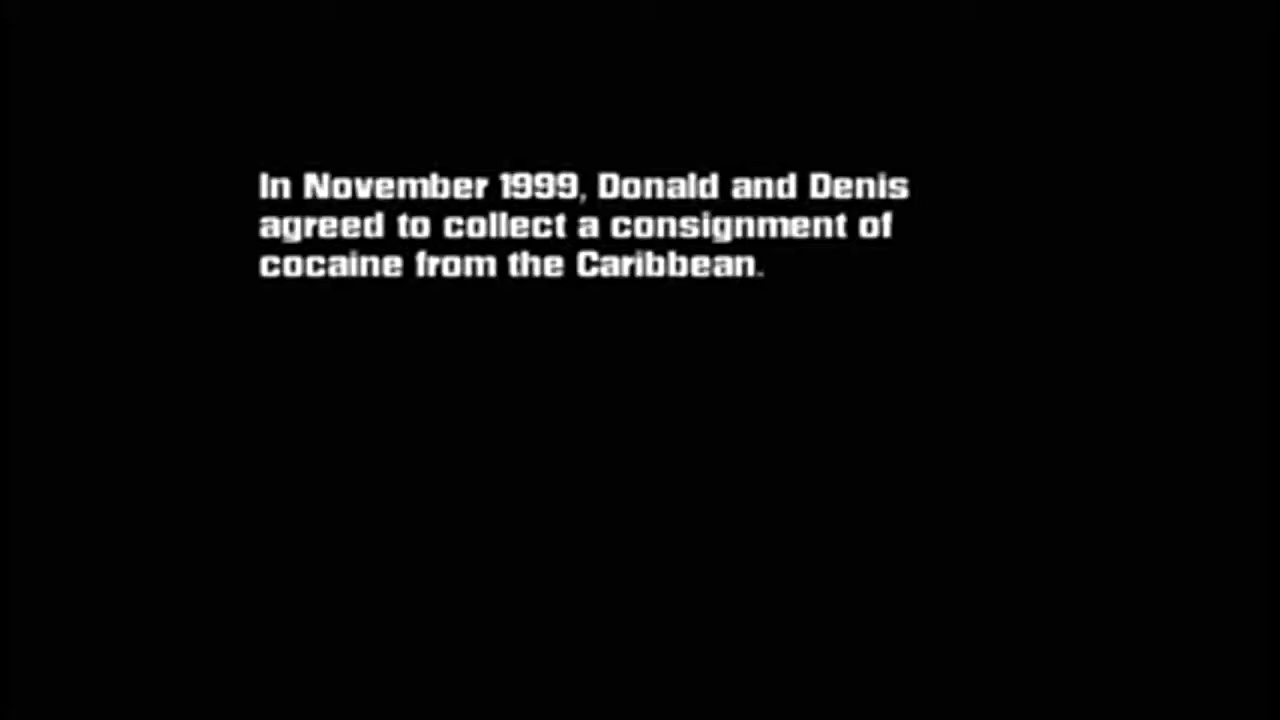 In November 1999, Donald and Denis
agreed to collect a consignment of
cocaine from the Caribbean.